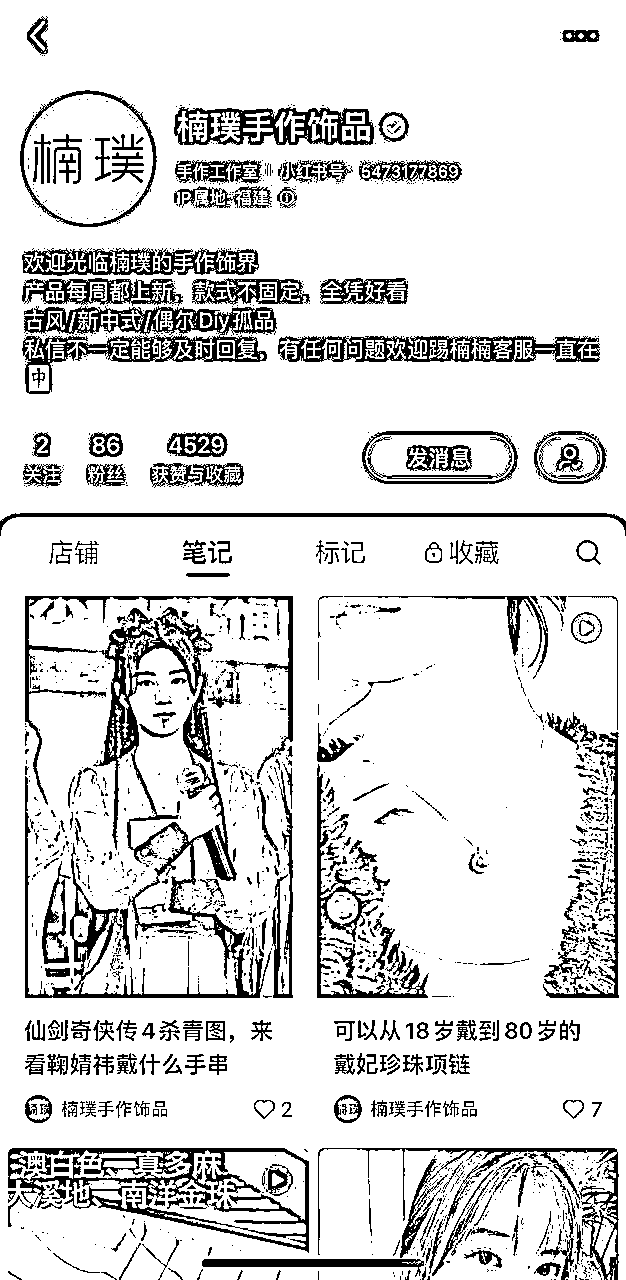 楠璞
楠璞手作饰品
手作工作室 小红书号：6473177869
IP属地：福建
欢迎光临楠璞的手作饰界
产品每周都上新，款式不固定，全凭好看
古风/新中式/偶尔Diy孤品
私信不一定能够及时回复，有任何问题欢迎踢楠楠客服一直在
中
2 86 4529
关注 粉丝 获赞与收藏
发消息
店铺 笔记 标记 收藏
仙剑奇侠传4杀青图，来
看鞠婧祎戴什么手串
可以从18岁戴到80岁的
戴妃珍珠项链
楠璞手作饰品 2
楠璞手作饰品 7
澳白色、真多麻
大溪地、南洋金珠